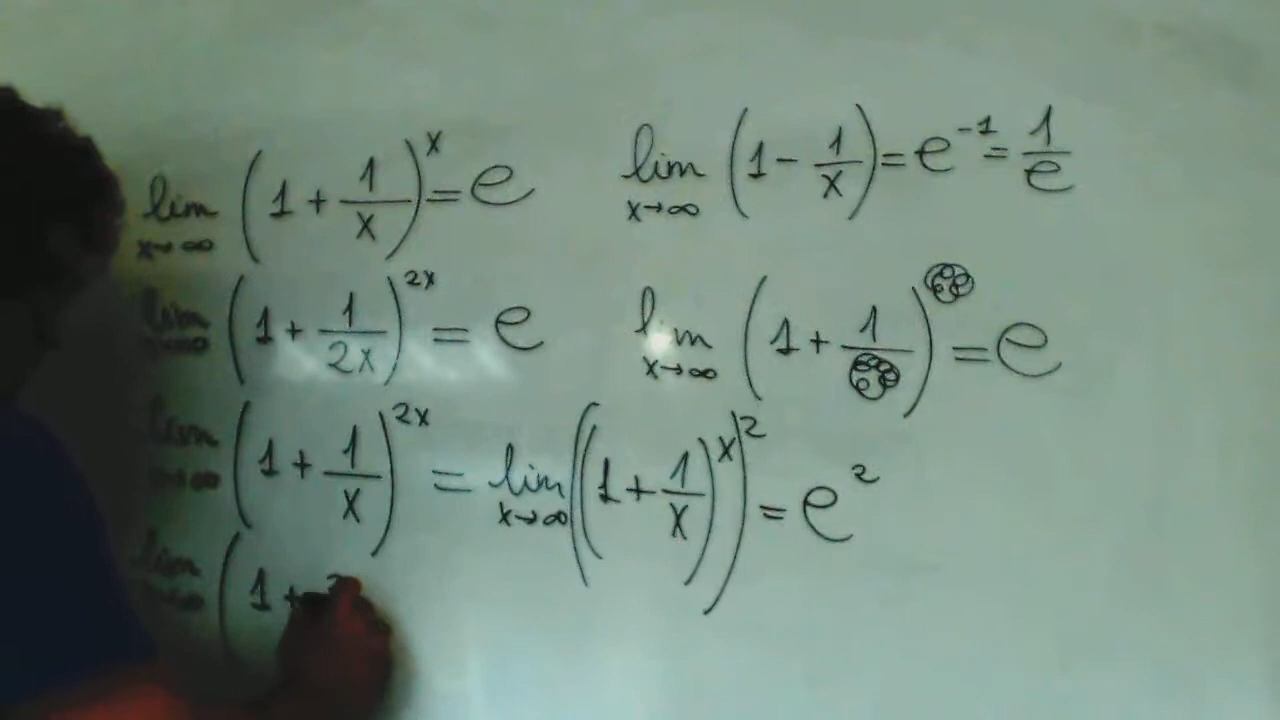 lim x→∞ (1 + 1/x)^x = e
lim x→∞ (1 - 1/x) = e^-1 = 1/e
lim x→∞ (1 + 1/2x)^2x = e
lim x→∞ (1 + 1/)^ = e
lim x→∞ (1 + 1/x)^2x = lim x→∞ ((1 + 1/x)^x)^2 = e^2
lim x→∞ (1 +